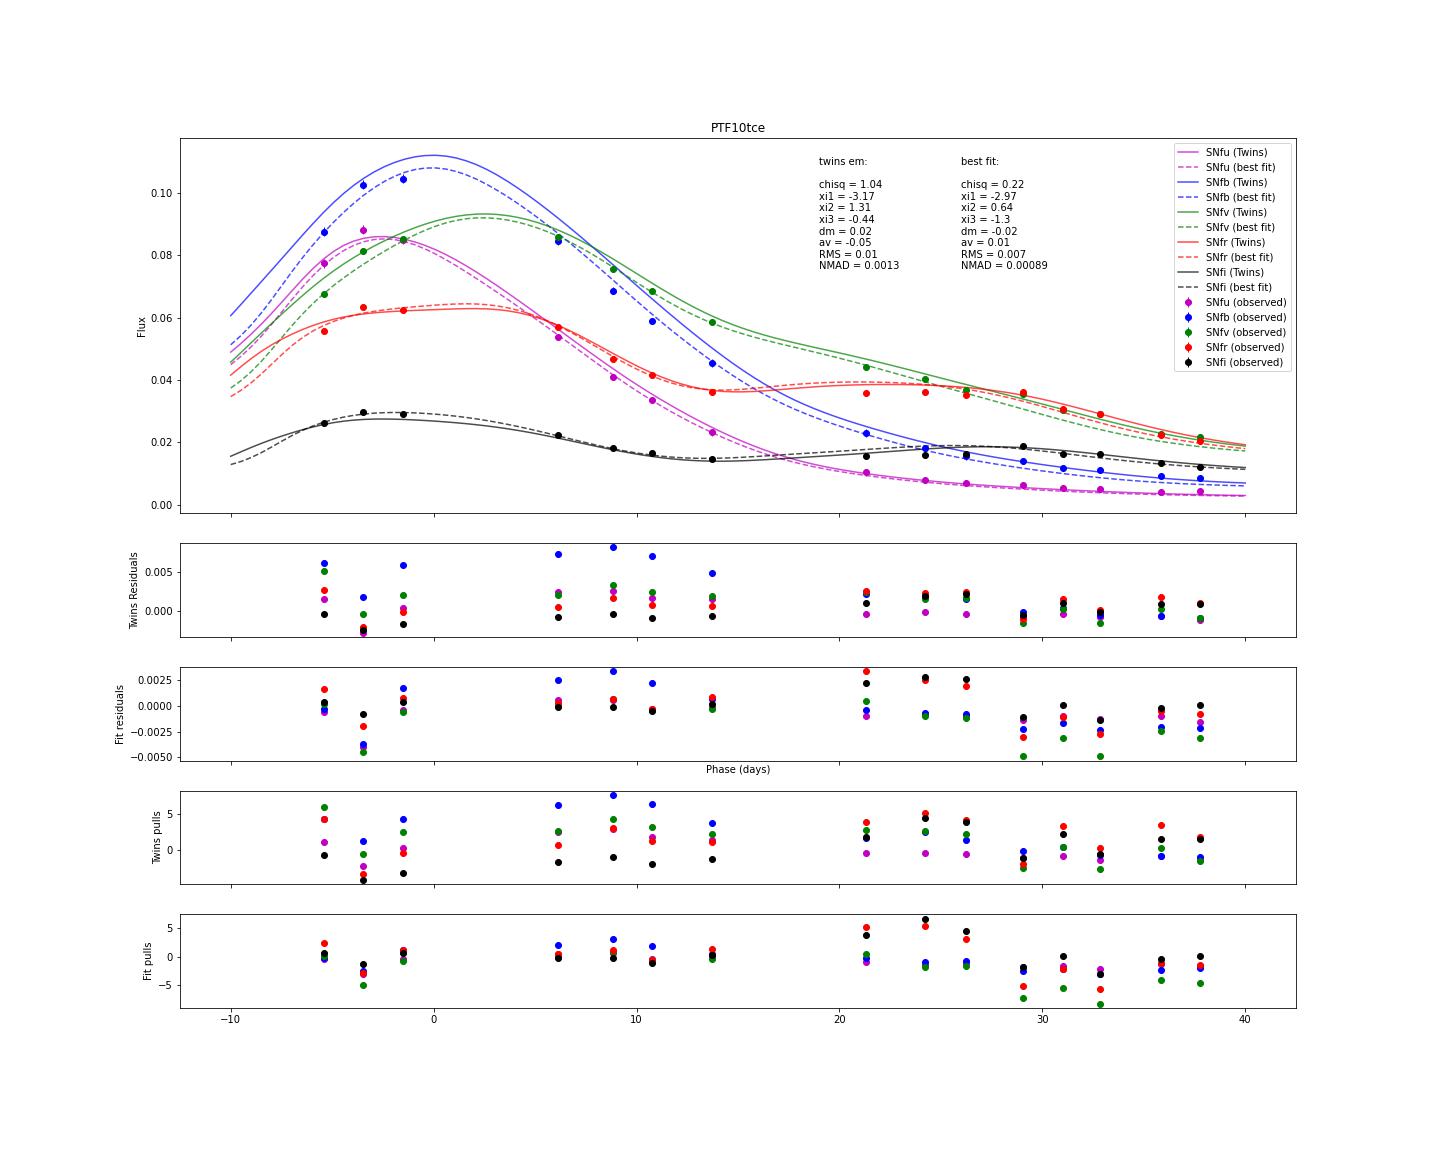 PTF10tce
Flux
0.10
0.08
0.06
0.04
0.02
0.00
twins em:
chisq = 1.04
xi1 = -3.17
xi2 = 1.31
xi3 = -0.44
dm = 0.02
av = -0.05
RMS = 0.01
NMAD = 0.0013
best fit:
chisq = 0.22
xi1 = -2.97
xi2 = 0.64
xi3 = -1.3
dm = -0.02
av = 0.01
RMS = 0.007
NMAD = 0.00089
SNfu (Twins)
SNfu (best fit)
SNfb (Twins)
SNfb (best fit)
SNfv (Twins)
SNfv (best fit)
SNfr (Twins)
SNfr (best fit)
SNfi (Twins)
SNfi (best fit)
SNfu (observed)
SNfb (observed)
SNfv (observed)
SNfr (observed)
SNfi (observed)
Twins Residuals
0.005
0.000
Fit residuals
0.0025
0.0000
−0.0025
−0.0050
Phase (days)
Twins pulls
5
0
Fit pulls
5
0
−5
−10
0
10
20
30
40